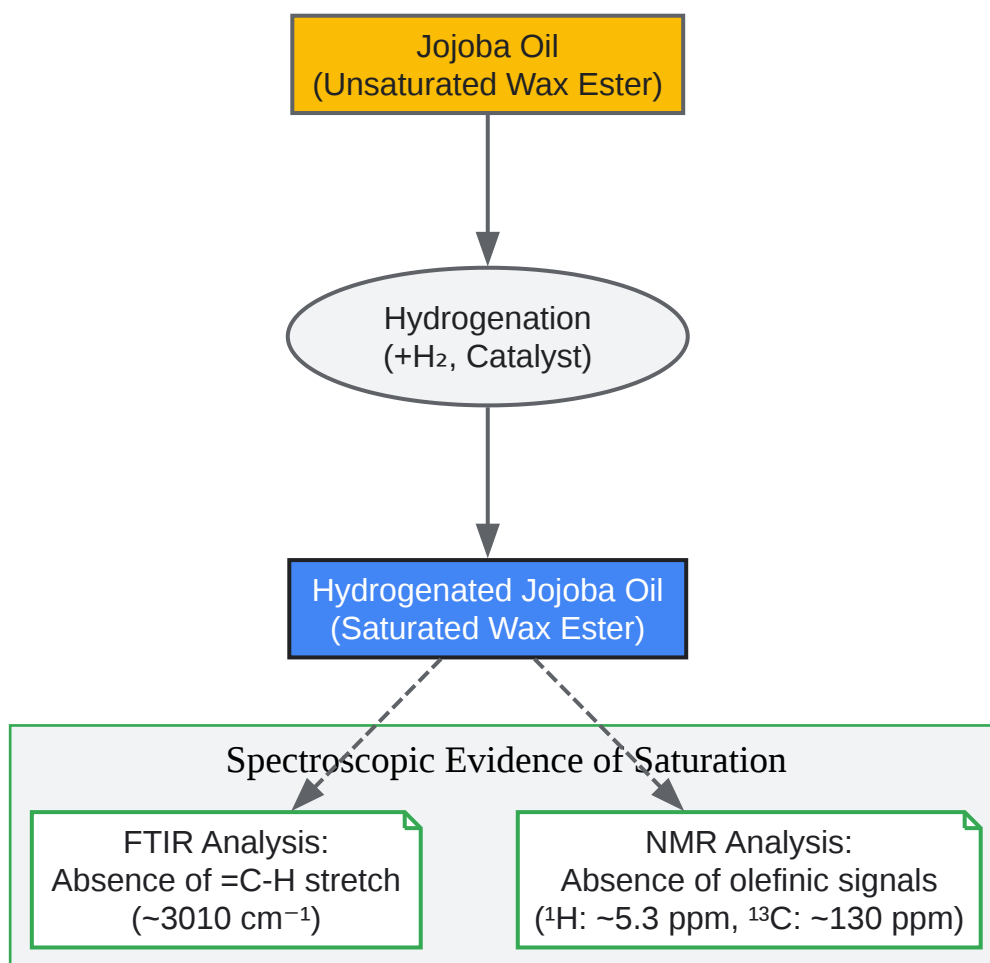 Jojoba Oil
(Unsaturated Wax Ester)
Hydrogenation
(+H₂, Catalyst)
Hydrogenated Jojoba Oil
(Saturated Wax Ester)
Spectroscopic Evidence of Saturation
FTIR Analysis:
Absence of =C-H stretch
(~3010 cm⁻¹)
NMR Analysis:
Absence of olefinic signals
(¹H: ~5.3 ppm, ¹³C: ~130 ppm)